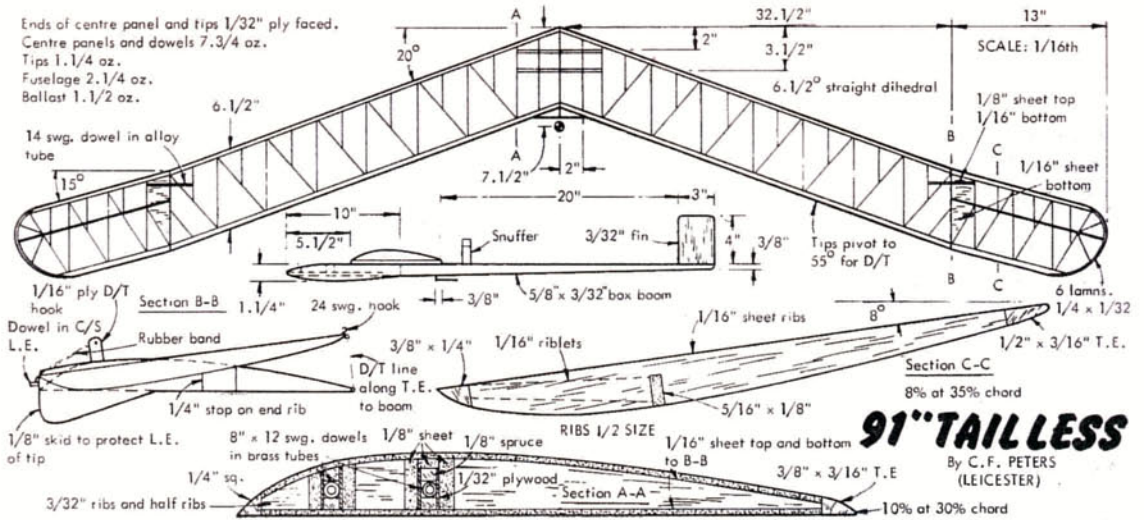 Ends of centre panel and tips 1/32" ply faced.
Centre panels and dowels 7.3/4 oz.
Tips 1.1/4 oz.
Fuselage 2.1/4 oz.
Ballast 1.1/2 oz.
A
20°
2"
3.1/2"
32.1/2"
13"
SCALE: 1/16th
6.1/2° straight dihedral
6.1/2"
14 swg. dowel in alloy
tube
15°
A
7.1/2"
2"
1/8" sheet top
1/16" bottom
B
C
1/16" sheet
bottom
10"
20"
3"
5.1/2"
Snuffer
3/32" fin
4"
3/8"
Tips pivot to
55° for D/T
B
C
1.1/4"
3/8"
5/8" x 3/32" box boom
6 lamns.
1/4 x 1/32
1/16" ply D/T
hook
Section B-B
24 swg. hook
Dowel in C/S
L.E.
Rubber band
D/T line
along T.E.
to boom
1/4" stop on end rib
1/8" skid to protect L.E.
of tip
3/8" x 1/4"
1/16" riblets
1/16" sheet ribs
8°
1/2" x 3/16" T.E.
Section C-C
8% at 35% chord
5/16" x 1/8"
RIBS 1/2 SIZE
8" x 12 swg. dowels
in brass tubes
1/8" sheet
1/8" spruce
1/16" sheet top and bottom
to B-B
1/4" sq.
1/32" plywood
3/8" x 3/16" T.E
3/32" ribs and half ribs
Section A-A
10% at 30% chord
91" TAILLESS
By C.F. PETERS
(LEICESTER)